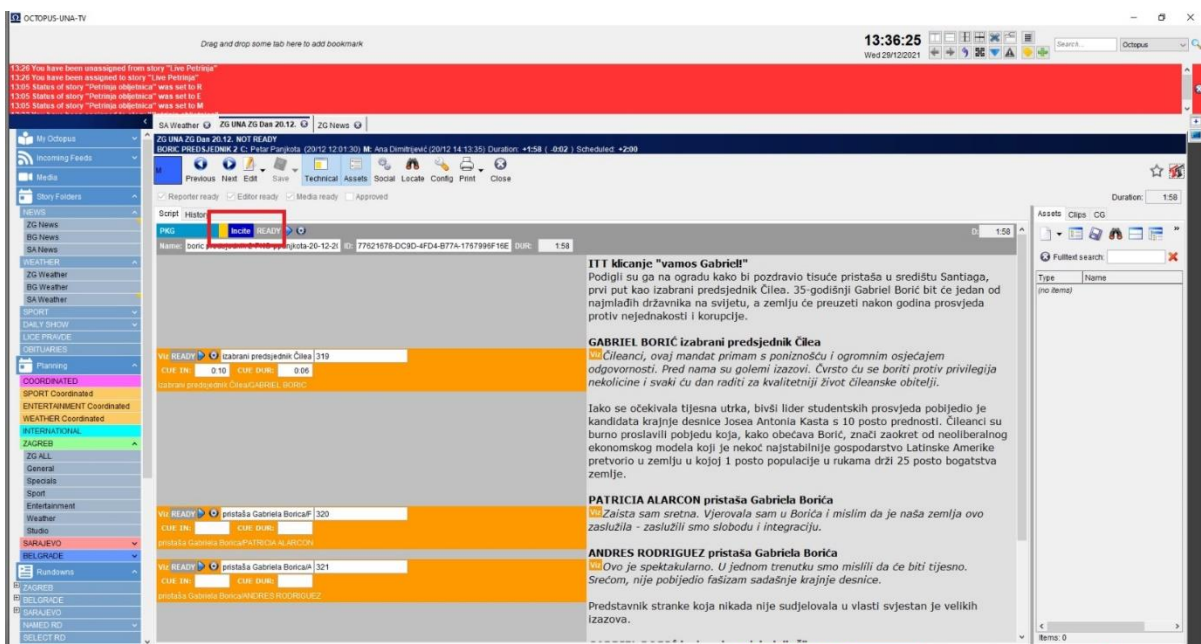 OCTOPUS-UNA-TV
Drag and drop some tab here to add bookmark
13:36:25
Wed 29/12/2021
Search...
Octopus
13:26 You have been unassigned from story "Live Petrinja"
13:26 You have been assigned to story "Live Petrinja"
13:05 Status of story "Petrinja obljetnica" was set to R
13:05 Status of story "Petrinja obljetnica" was set to E
13:05 Status of story "Petrinja obljetnica" was set to M
SA Weather
ZG UNA ZG Dan 20.12.
ZG News
ZG UNA ZG Dan 20.12. NOT READY
BORIC PREDSJEDNIK 2 C: Petar Panjkota (20/12 12:01:30) M: Ana Dimitrijević (20/12 14:13:35) Duration: +1:58 ( -0:02 ) Scheduled: +2:00
M
Previous Next Edit Save Technical Assets Social Locate Config Print Close
Reporter ready Editor ready Media ready Approved
Duration: 1:58
Script History
PKG Incite READY D: 1:58
Name: ID: 77621578-DC9D-4FD4-B77A-1757996F16E DUR: 1:58
My Octopus
Incoming Feeds
Media
Story Folders
NEWS
ZG News
BG News
SA News
WEATHER
ZG Weather
BG Weather
SA Weather
SPORT
DAILY SHOW
LICE PRAVDE
OBITUARIES
Planning
COORDINATED
SPORT Coordinated
ENTERTAINMENT Coordinated
WEATHER Coordinated
INTERNATIONAL
ZAGREB
ZG ALL
General
Specials
Sport
Entertainment
Weather
Studio
SARAJEVO
BELGRADE
Rundowns
ZAGREB
BELGRADE
SARAJEVO
NAMED RD
SELECT RD
Viz READY izabrani predsjednik Čilea 319
CUE IN: 0:10 CUE DUR: 0:06
izabrani predsjednik Čilea/GABRIEL BORIC
Viz READY pristaša Gabriela Borica/F 320
CUE IN: CUE DUR:
pristaša Gabriela Borica/PATRICIA ALARCON
Viz READY pristaša Gabriela Borica/A 321
CUE IN: CUE DUR:
pristaša Gabriela Borica/ANDRES RODRIGUEZ
ITT klicanje "vamos Gabriel!"
Podigli su ga na ogradu kako bi pozdravio tisuće pristaša u središtu Santiaga,
prvi put kao izabrani predsjednik Čilea. 35-godišnji Gabriel Borić bit će jedan od
najmlađih državnika na svijetu, a zemlju će preuzeti nakon godina prosvjeda
protiv nejednakosti i korupcije.
GABRIEL BORIĆ izabrani predsjednik Čilea
Viz Čileanci, ovaj mandat primam s poniznošću i ogromnim osjećajem
odgovornosti. Pred nama su golemi izazovi. Čvrsto ću se boriti protiv privilegija
nekolicine i svaki ću dan raditi za kvalitetniji život čileanske obitelji.
Iako se očekivala tijesna utrka, bivši lider studentskih prosvjeda pobijedio je
kandidata krajnje desnice Josea Antonia Kasta s 10 posto prednosti. Čileanci su
burno proslavili pobjedu koja, kako obećava Borić, znači zaokret od neoliberalnog
ekonomskog modela koji je nekoć najstabilnije gospodarstvo Latinske Amerike
pretvorio u zemlju u kojoj 1 posto populacije u rukama drži 25 posto bogatstva
zemlje.
PATRICIA ALARCON pristaša Gabriela Borića
Viz Zaista sam sretna. Vjerovala sam u Borića i mislim da je naša zemlja ovo
zaslužila - zaslužili smo slobodu i integraciju.
ANDRES RODRIGUEZ pristaša Gabriela Borića
Viz Ovo je spektakularno. U jednom trenutku smo mislili da će biti tijesno.
Srećom, nije pobijedio fašizam sadašnje krajnje desnice.
Predstavnik stranke koja nikada nije sudjelovala u vlasti svjestan je velikih
izazova.
Assets Clips CG
Fulltext search:
Type Name
(no items)
Items: 0